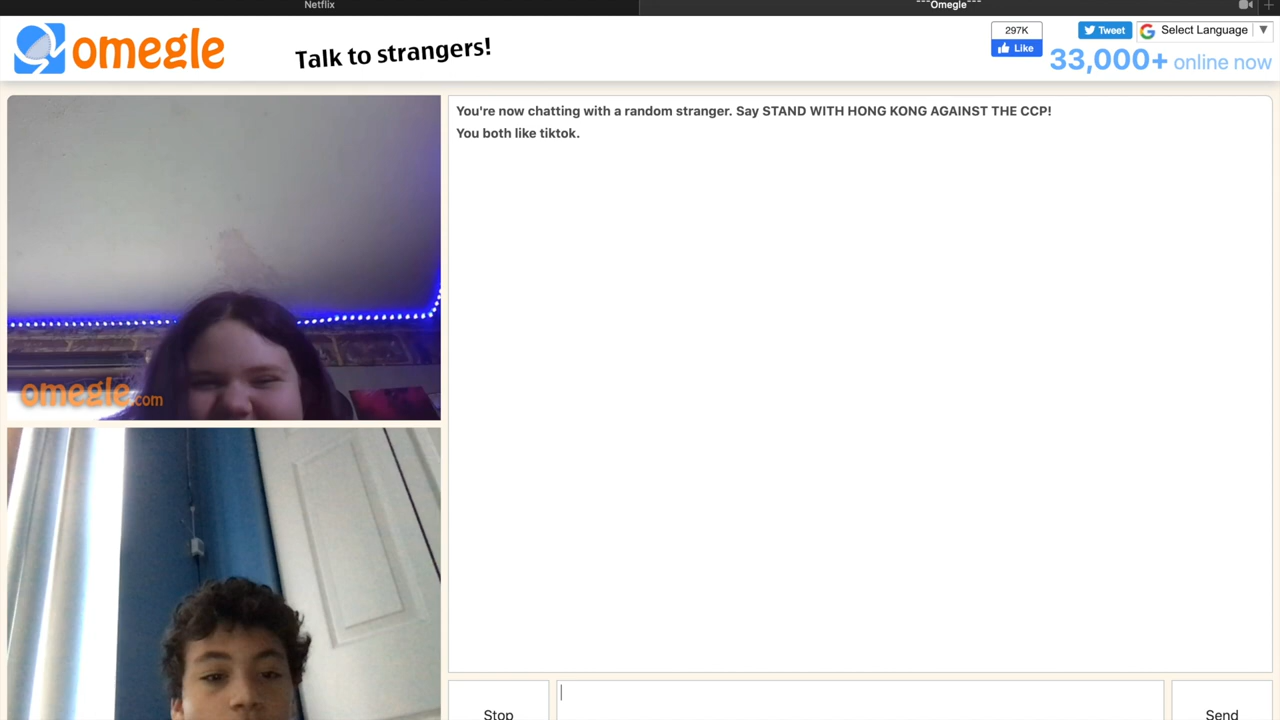 Netflix
Omegle
omegle
Talk to strangers!
297K
Like
Tweet
Select Language
33,000+ online now
You're now chatting with a random stranger. Say STAND WITH HONG KONG AGAINST THE CCP!
You both like tiktok.
omegle.com
Stop
Send